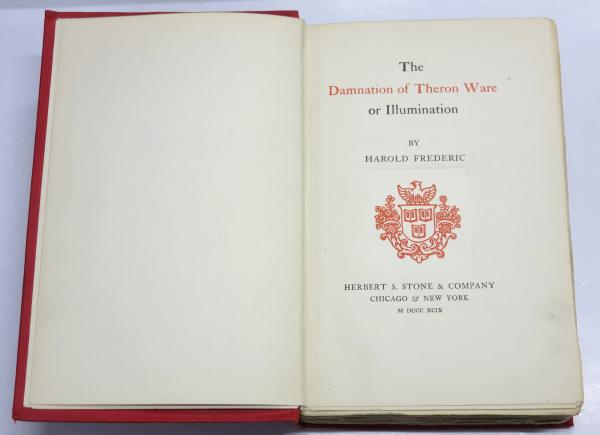 The
Damnation of Theron Ware
or Illumination
BY
HAROLD FREDERIC
HERBERT S. STONE & COMPANY
CHICAGO & NEW YORK
M DCCC XCIX